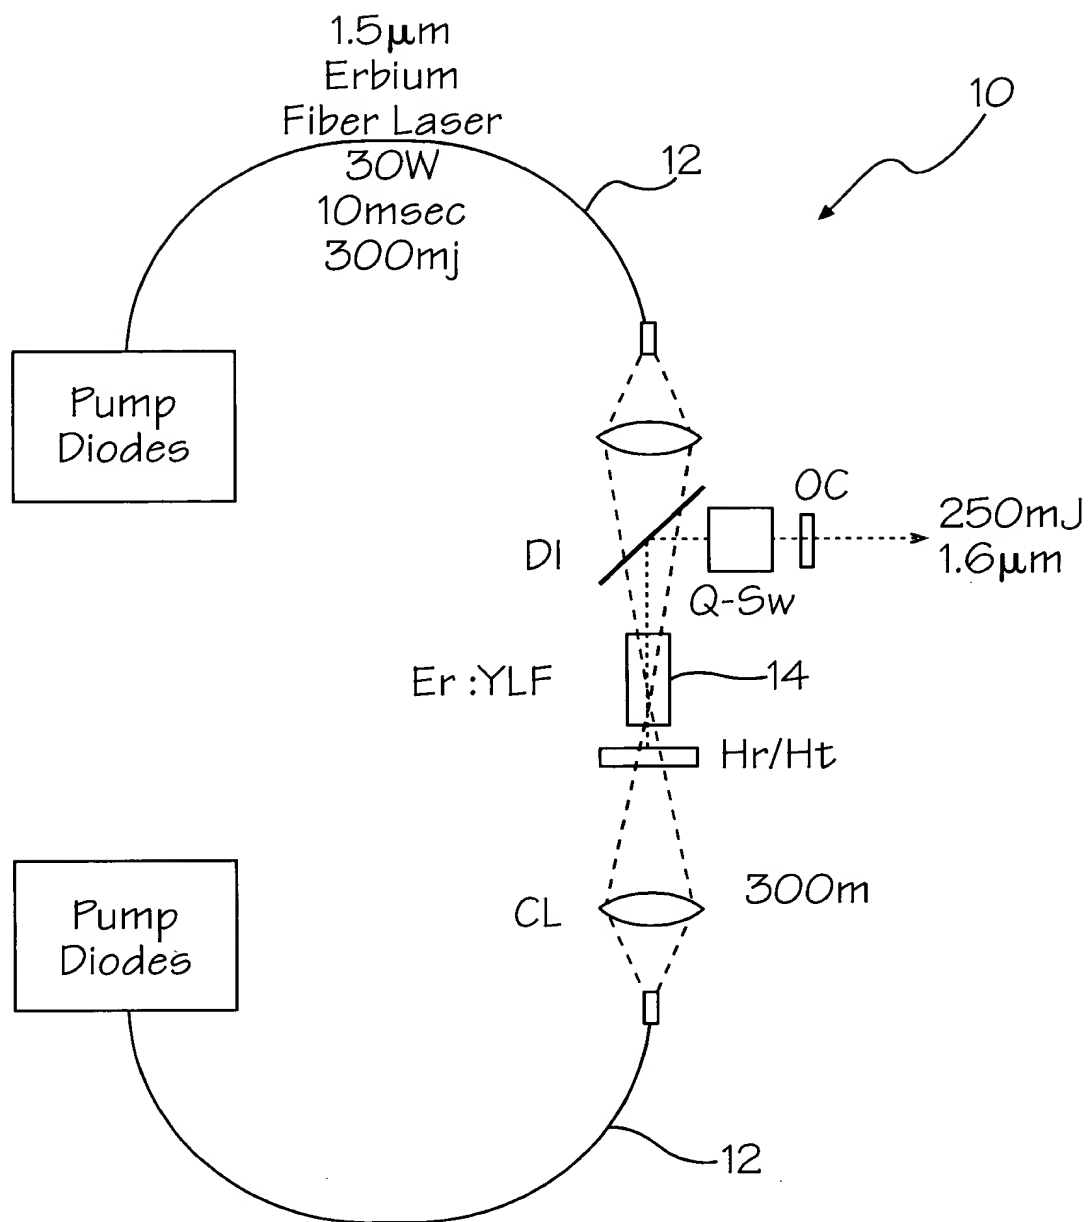 1.5μm
Erbium
Fiber Laser
30W
10msec
300mj
10
12
Pump
Diodes
OC
250mJ
1.6μm
DI
Q-Sw
Er :YLF
14
Hr/Ht
300m
CL
Pump
Diodes
12